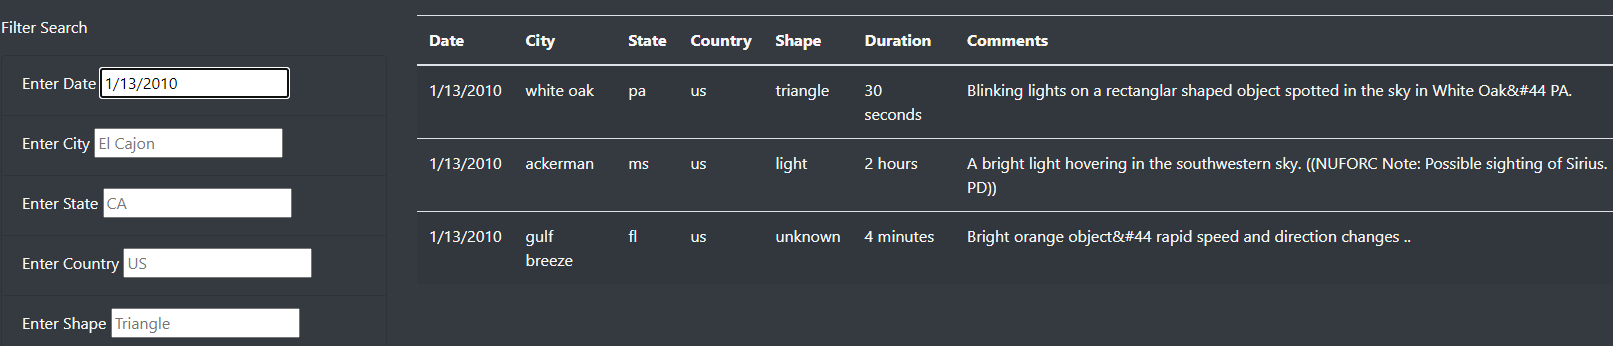 Filter Search
Enter Date 1/13/2010
Enter City El Cajon
Enter State CA
Enter Country US
Enter Shape Triangle
Date City State Country Shape Duration Comments
1/13/2010 white oak pa us triangle 30 Blinking lights on a rectanglar shaped object spotted in the sky in White Oak&#44 PA.
seconds
1/13/2010 ackerman ms us light 2 hours A bright light hovering in the southwestern sky. ((NUFORC Note: Possible sighting of Sirius.
PD))
1/13/2010 gulf fl us unknown 4 minutes Bright orange object&#44 rapid speed and direction changes ..
breeze